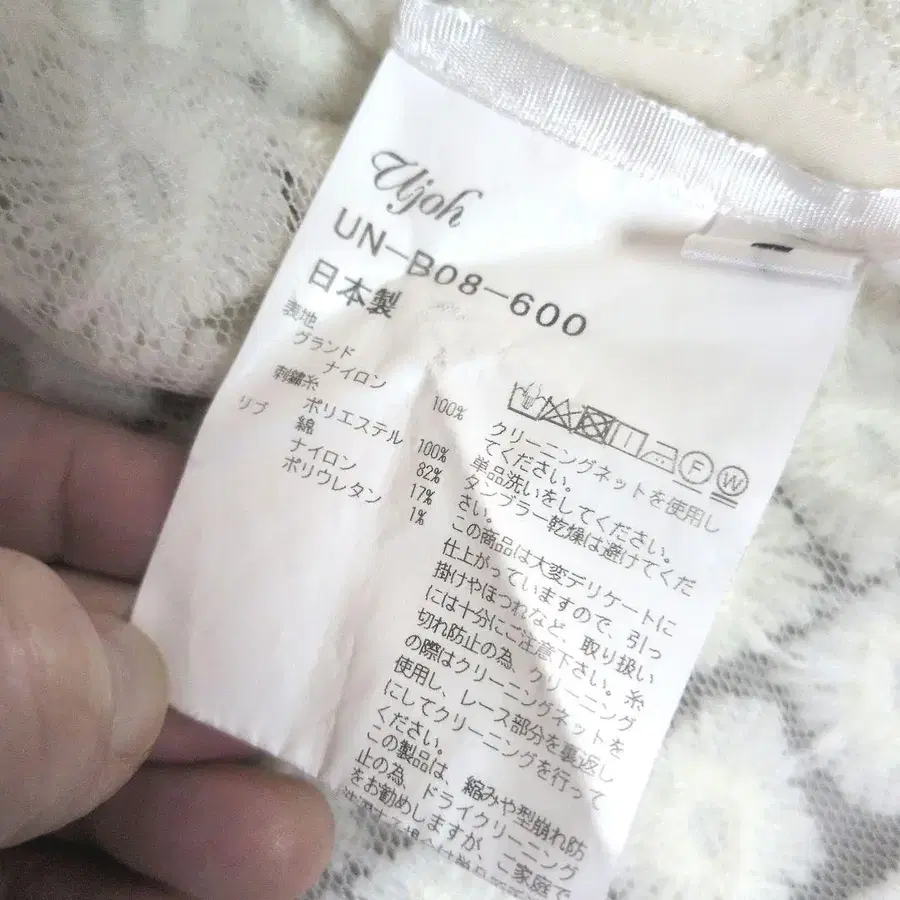 Ujoh
UN-B08-600
日本製
表地
グランド
ナイロン 100%
刺繍糸
ポリエステル 100%
リブ
綿 82%
ナイロン 17%
ポリウレタン 1%
F W
クリーニングネットを使用し
てください。
単品洗いをしてください。
タンブラー乾燥は避けてくだ
さい。
この商品は大変デリケートに
仕上がっていますので、引っ
掛けやほつれなど、取り扱い
には十分にご注意下さい。糸
切れ防止の為、クリーニング
の際はクリーニングネットを
使用し、レース部分を裏返し
にしてクリーニングを行って
ください。
この製品は、縮みや型崩れ防
止の為、ドライクリーニング
をお勧めしますが、ご家庭で